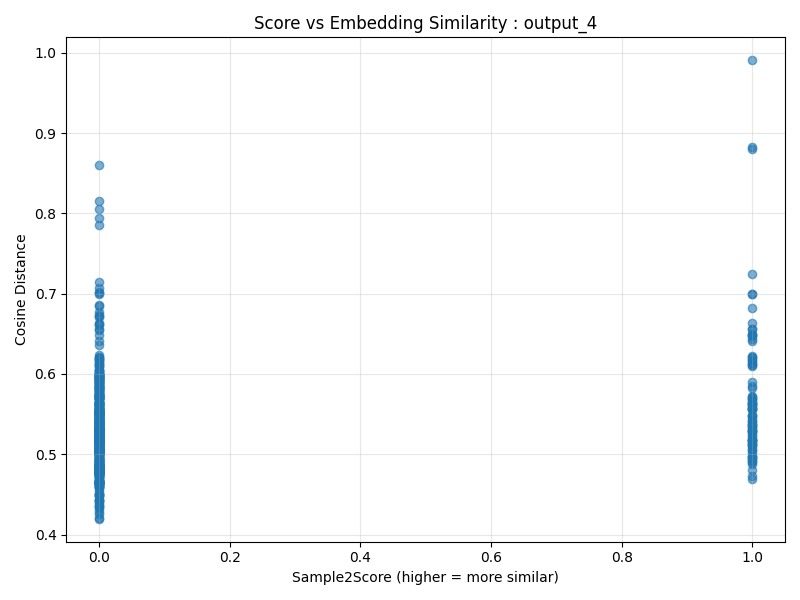 Score vs Embedding Similarity : output_4
Cosine Distance
1.0
0.9
0.8
0.7
0.6
0.5
0.4
0.0 0.2 0.4 0.6 0.8 1.0
Sample2Score (higher = more similar)